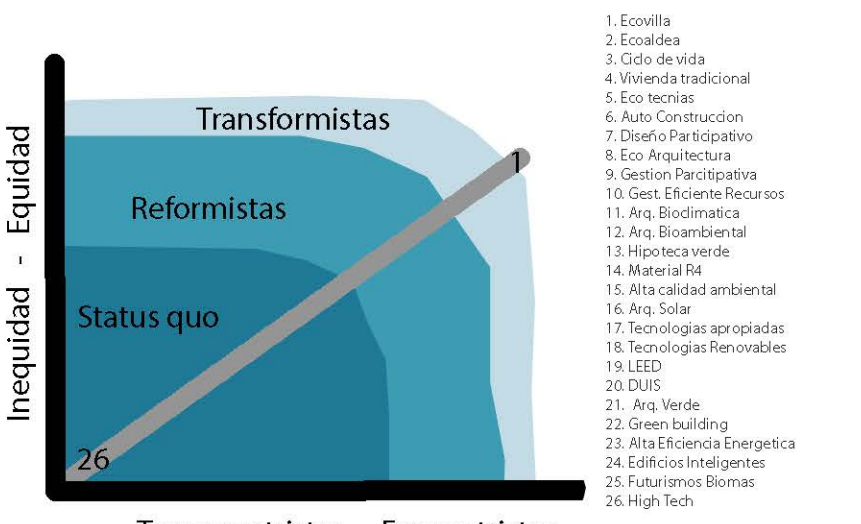 Transformistas
1
Reformistas
Status quo
26
Inequidad - Equidad
1. Ecovilla
2. Ecoaldea
3. Ciclo de vida
4. Vivienda tradicional
5. Eco tecnias
6. Auto Construccion
7. Diseño Participativo
8. Eco Arquitectura
9. Gestion Parcitipativa
10. Gest. Eficiente Recursos
11. Arq. Bioclimatica
12. Arq. Bioambiental
13. Hipoteca verde
14. Material R4
15. Alta calidad ambiental
16. Arq. Solar
17. Tecnologias apropiadas
18. Tecnologias Renovables
19. LEED
20. DUIS
21. Arq. Verde
22. Green building
23. Alta Eficiencia Energetica
24. Edificios Inteligentes
25. Futurismos Biomas
26. High Tech